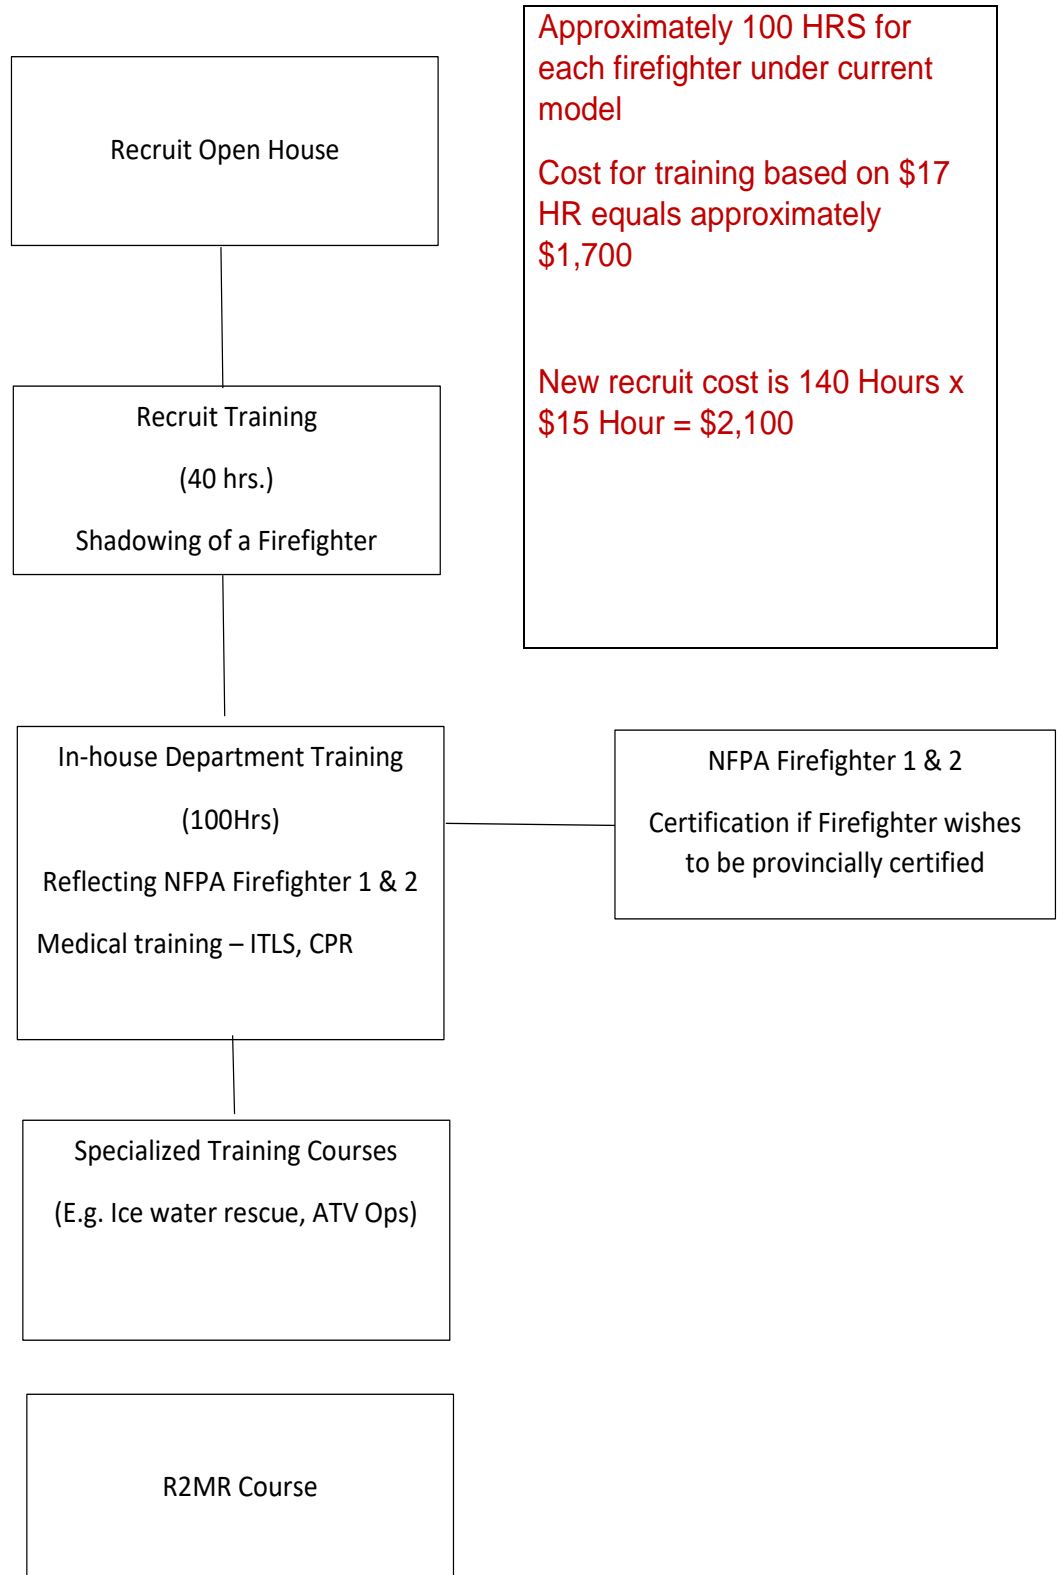 Recruit Open House
Approximately 100 HRS for
each firefighter under current
model
Cost for training based on $17
HR equals approximately
$1,700
New recruit cost is 140 Hours x
$15 Hour = $2,100
Recruit Training
(40 hrs.)
Shadowing of a Firefighter
In-house Department Training
(100Hrs)
Reflecting NFPA Firefighter 1 & 2
Medical training – ITLS, CPR
NFPA Firefighter 1 & 2
Certification if Firefighter wishes
to be provincially certified
Specialized Training Courses
(E.g. Ice water rescue, ATV Ops)
R2MR Course